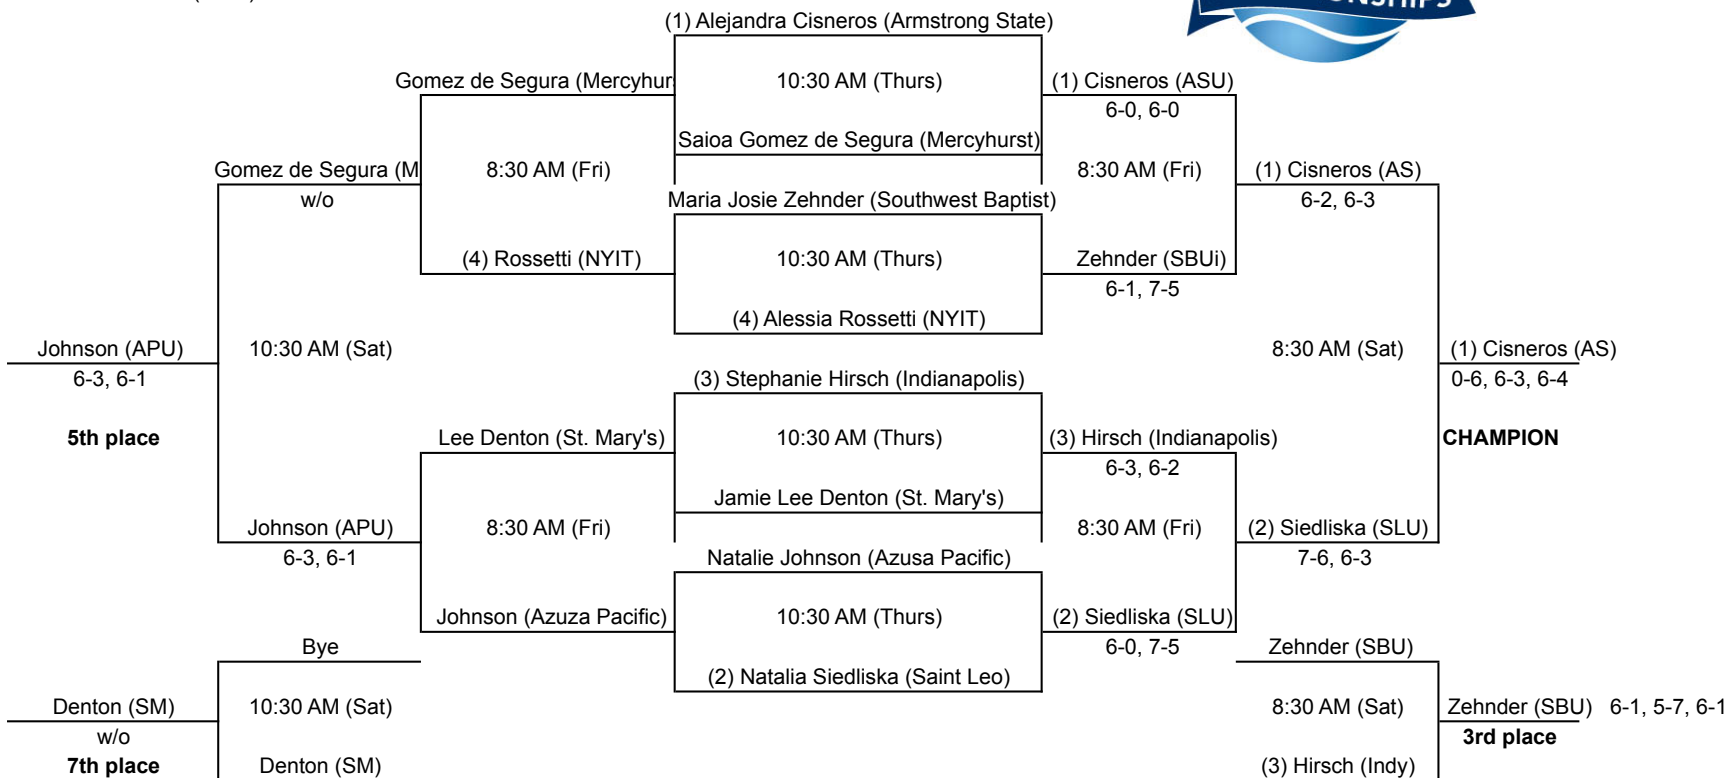 (1) Alejandra Cisneros (Armstrong State)
Gomez de Segura (Mercyhurs
10:30 AM (Thurs)
(1) Cisneros (ASU)
6-0, 6-0
Saioa Gomez de Segura (Mercyhurst)
Gomez de Segura (M
8:30 AM (Fri)
8:30 AM (Fri)
(1) Cisneros (AS)
w/o
Maria Josie Zehnder (Southwest Baptist)
6-2, 6-3
(4) Rossetti (NYIT)
10:30 AM (Thurs)
Zehnder (SBUi)
6-1, 7-5
(4) Alessia Rossetti (NYIT)
Johnson (APU)
10:30 AM (Sat)
8:30 AM (Sat)
(1) Cisneros (AS)
6-3, 6-1
(3) Stephanie Hirsch (Indianapolis)
0-6, 6-3, 6-4
5th place
Lee Denton (St. Mary's)
10:30 AM (Thurs)
(3) Hirsch (Indianapolis)
CHAMPION
6-3, 6-2
Jamie Lee Denton (St. Mary's)
Johnson (APU)
8:30 AM (Fri)
8:30 AM (Fri)
(2) Siedliska (SLU)
6-3, 6-1
Natalie Johnson (Azusa Pacific)
7-6, 6-3
Johnson (Azuza Pacific)
10:30 AM (Thurs)
(2) Siedliska (SLU)
Bye
6-0, 7-5
Zehnder (SBU)
(2) Natalia Siedliska (Saint Leo)
Denton (SM)
10:30 AM (Sat)
8:30 AM (Sat)
Zehnder (SBU) 6-1, 5-7, 6-1
w/o
3rd place
7th place
Denton (SM)
(3) Hirsch (Indy)